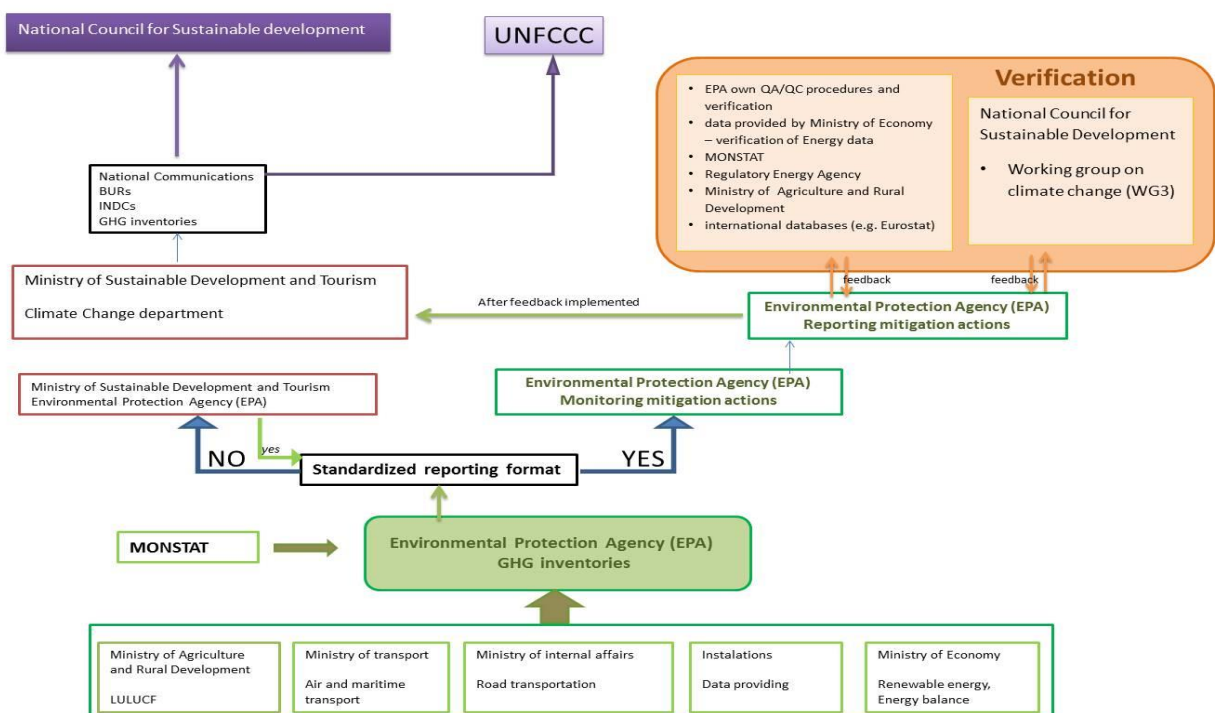 National Council for Sustainable development
UNFCCC
Verification
• EPA own QA/QC procedures and
verification
• data provided by Ministry of Economy
– verification of Energy data
• MONSTAT
• Regulatory Energy Agency
• Ministry of Agriculture and Rural
Development
• international databases (e.g. Eurostat)
National Council for
Sustainable Development
• Working group on
climate change (WG3)
National Communications
BURs
INDCs
GHG inventories
feedback
feedback
Ministry of Sustainable Development and Tourism
Climate Change department
After feedback implemented
Environmental Protection Agency (EPA)
Reporting mitigation actions
Ministry of Sustainable Development and Tourism
Environmental Protection Agency (EPA)
Environmental Protection Agency (EPA)
Monitoring mitigation actions
NO
yes
Standardized reporting format
YES
MONSTAT
Environmental Protection Agency (EPA)
GHG inventories
Ministry of Agriculture
and Rural Development
LULUCF
Ministry of transport
Air and maritime
transport
Ministry of internal affairs
Road transportation
Instalations
Data providing
Ministry of Economy
Renewable energy,
Energy balance